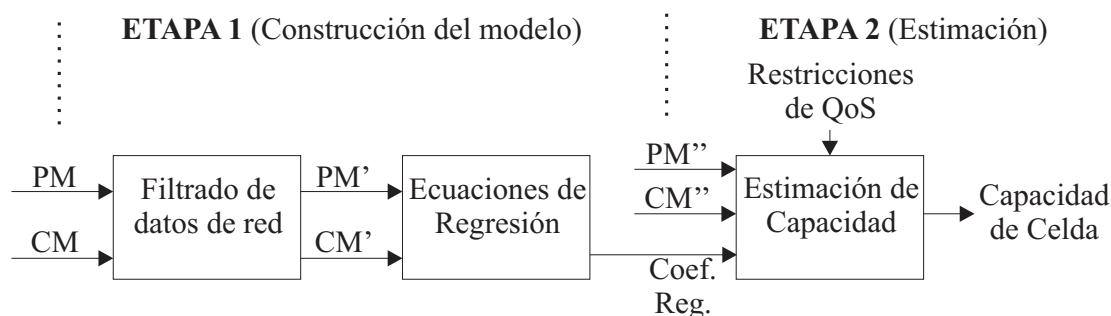 ETAPA 1 (Construcción del modelo)
ETAPA 2 (Estimación)
Restricciones
de QoS
PM
CM
Filtrado de
datos de red
PM’
CM’
Ecuaciones de
Regresión
PM’’
CM’’
Coef.
Reg.
Estimación de
Capacidad
Capacidad
de Celda